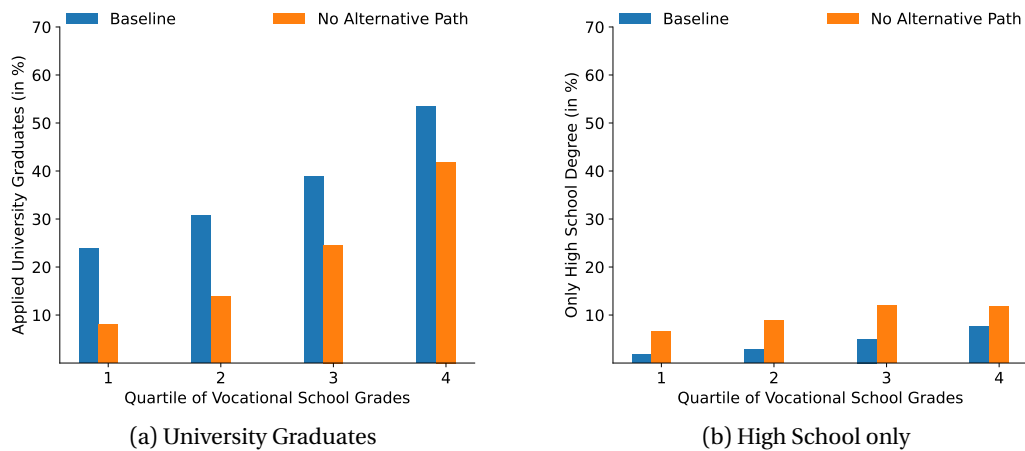 Baseline
No Alternative Path
Applied University Graduates (in %)
70
60
50
40
30
20
10
1 2 3 4
Quartile of Vocational School Grades
(a) University Graduates
Baseline
No Alternative Path
Only High School Degree (in %)
70
60
50
40
30
20
10
1 2 3 4
Quartile of Vocational School Grades
(b) High School only